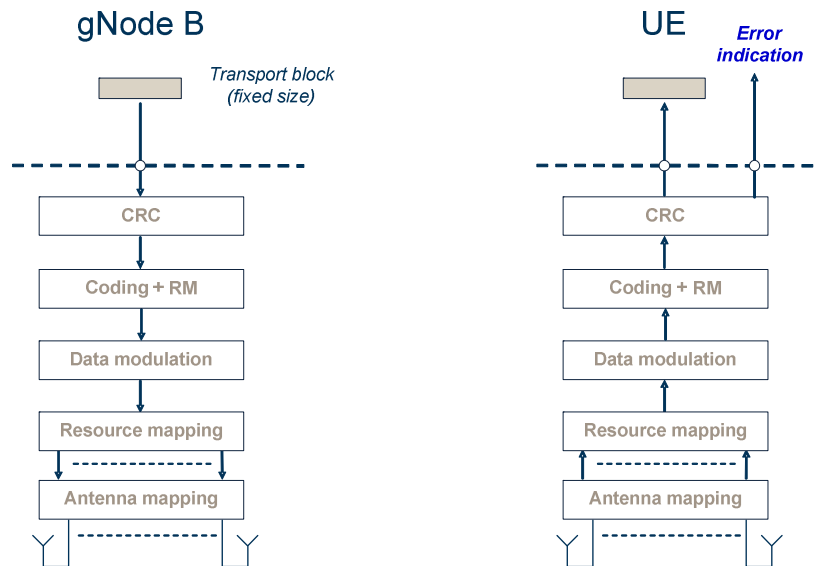 gNode B
Transport block
(fixed size)
CRC
Coding + RM
Data modulation
Resource mapping
Antenna mapping
UE
Error
indication
CRC
Coding + RM
Data modulation
Resource mapping
Antenna mapping